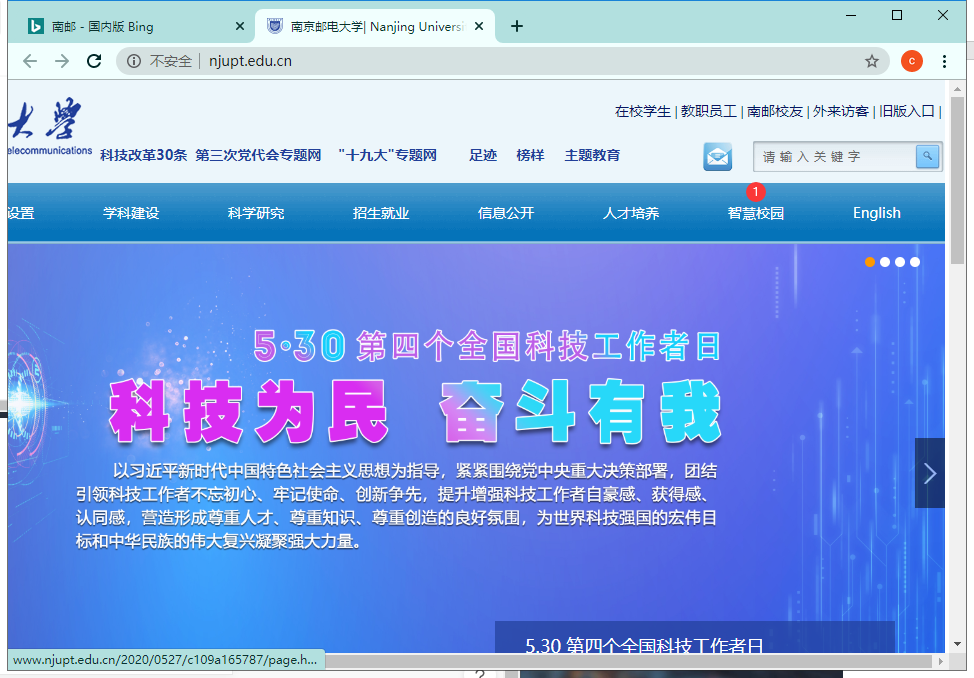 南邮 - 国内版 Bing
南京邮电大学| Nanjing Universi
不安全 | njupt.edu.cn
c
在校学生 | 教职员工 | 南邮校友 | 外来访客 | 旧版入口 |
大学
elecommunications
科技改革30条 第三次党代会专题网 "十九大"专题网 足迹 榜样 主题教育
请输入关键字
1
设置 学科建设 科学研究 招生就业 信息公开 人才培养 智慧校园 English
5·30 第四个全国科技工作者日
科技为民 奋斗有我
以习近平新时代中国特色社会主义思想为指导，紧紧围绕党中央重大决策部署，团结
引领科技工作者不忘初心、牢记使命、创新争先，提升增强科技工作者自豪感、获得感、
认同感，营造形成尊重人才、尊重知识、尊重创造的良好氛围，为世界科技强国的宏伟目
标和中华民族的伟大复兴凝聚强大力量。
5.30 第四个全国科技工作者日
www.njupt.edu.cn/2020/0527/c109a165787/page.h...
?